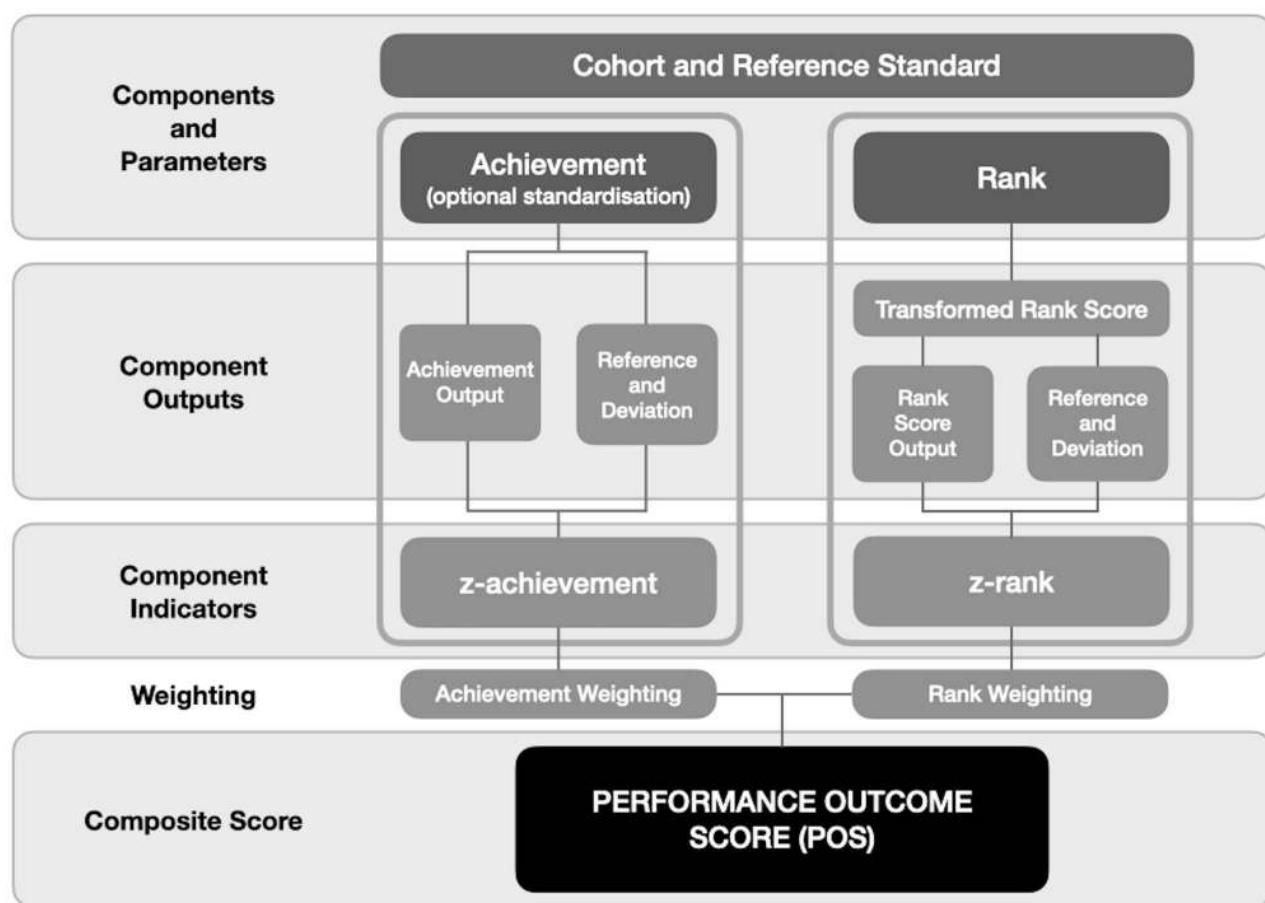 Components
and
Parameters
Cohort and Reference Standard
Achievement
(optional standardisation)
Rank
Component
Outputs
Achievement
Output
Reference
and
Deviation
Transformed Rank Score
Rank
Score
Output
Reference
and
Deviation
Component
Indicators
z-achievement
z-rank
Weighting
Achievement Weighting
Rank Weighting
Composite Score
PERFORMANCE OUTCOME
SCORE (POS)